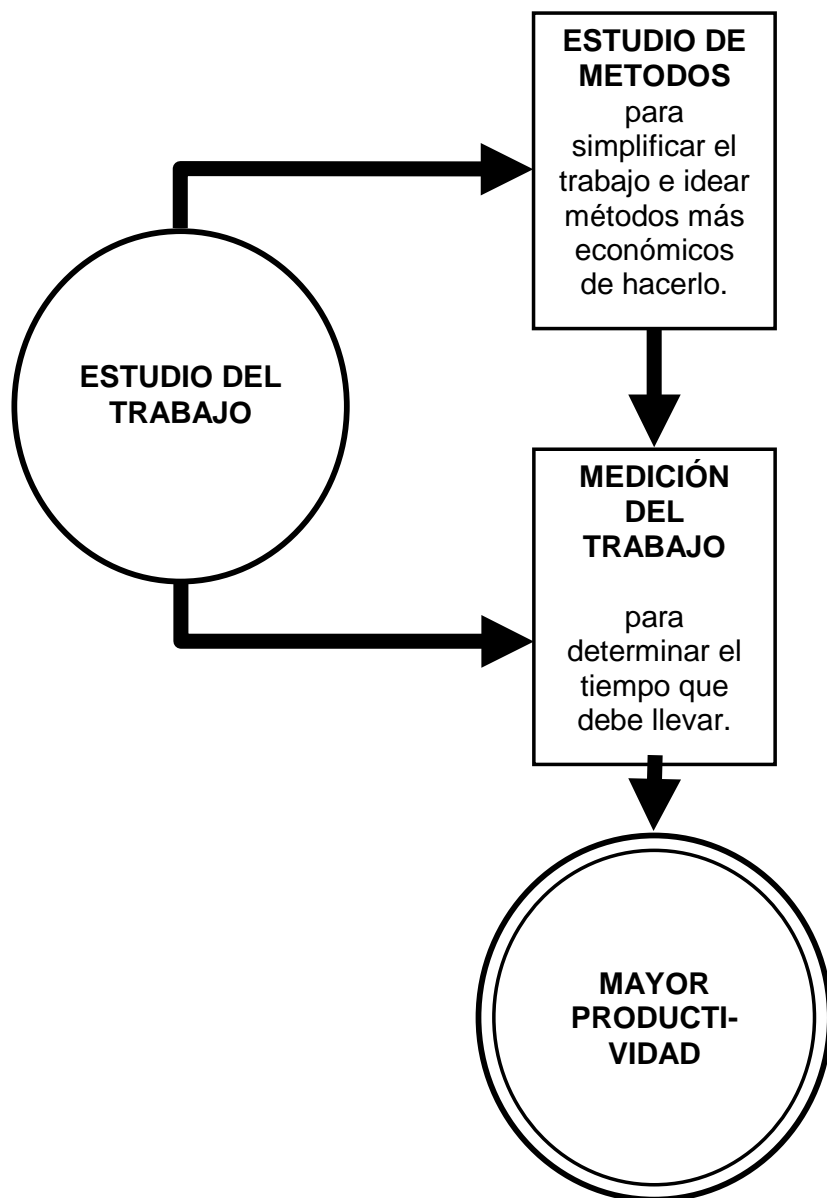 ESTUDIO DE
METODOS
para
simplificar el
trabajo e idear
métodos más
económicos
de hacerlo.
ESTUDIO DEL
TRABAJO
MEDICIÓN
DEL
TRABAJO
para
determinar el
tiempo que
debe llevar.
MAYOR
PRODUCTI-
VIDAD